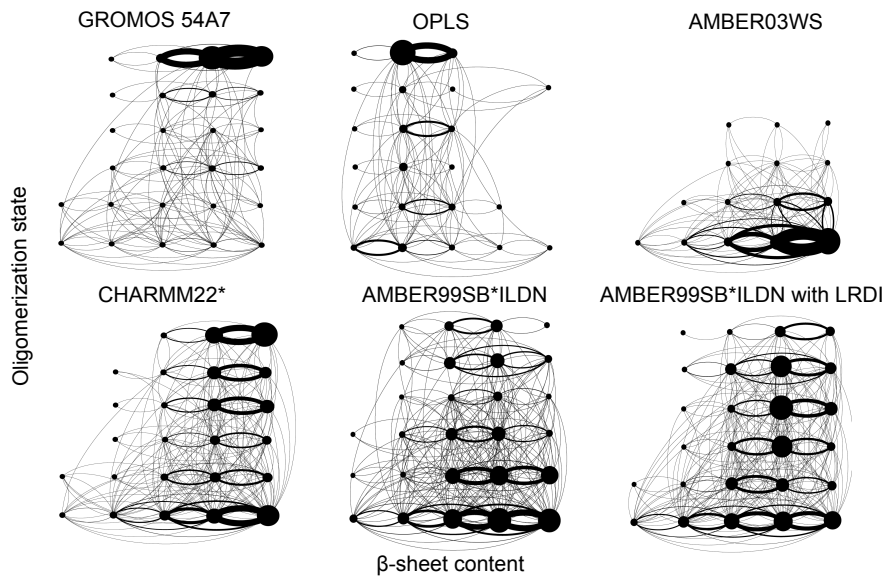 GROMOS 54A7
OPLS
AMBER03WS
Oligomerization state
CHARMM22*
AMBER99SB*ILDN
AMBER99SB*ILDN with LRDI
β-sheet content